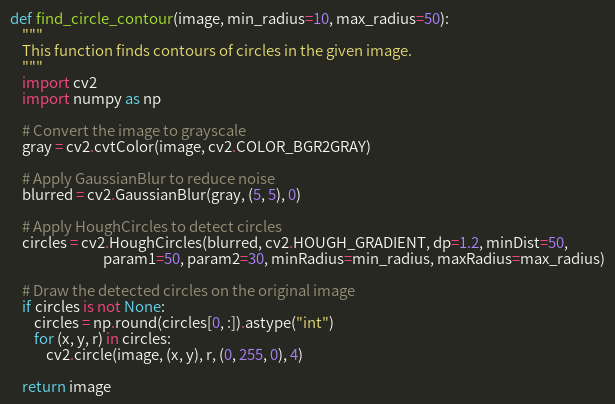 def find_circle_contour(image, min_radius=10, max_radius=50):
    """
    This function finds contours of circles in the given image.
    """
    import cv2
    import numpy as np

    # Convert the image to grayscale
    gray = cv2.cvtColor(image, cv2.COLOR_BGR2GRAY)

    # Apply GaussianBlur to reduce noise
    blurred = cv2.GaussianBlur(gray, (5, 5), 0)

    # Apply HoughCircles to detect circles
    circles = cv2.HoughCircles(blurred, cv2.HOUGH_GRADIENT, dp=1.2, minDist=50,
                               param1=50, param2=30, minRadius=min_radius, maxRadius=max_radius)

    # Draw the detected circles on the original image
    if circles is not None:
        circles = np.round(circles[0, :]).astype("int")
        for (x, y, r) in circles:
            cv2.circle(image, (x, y), r, (0, 255, 0), 4)

    return image